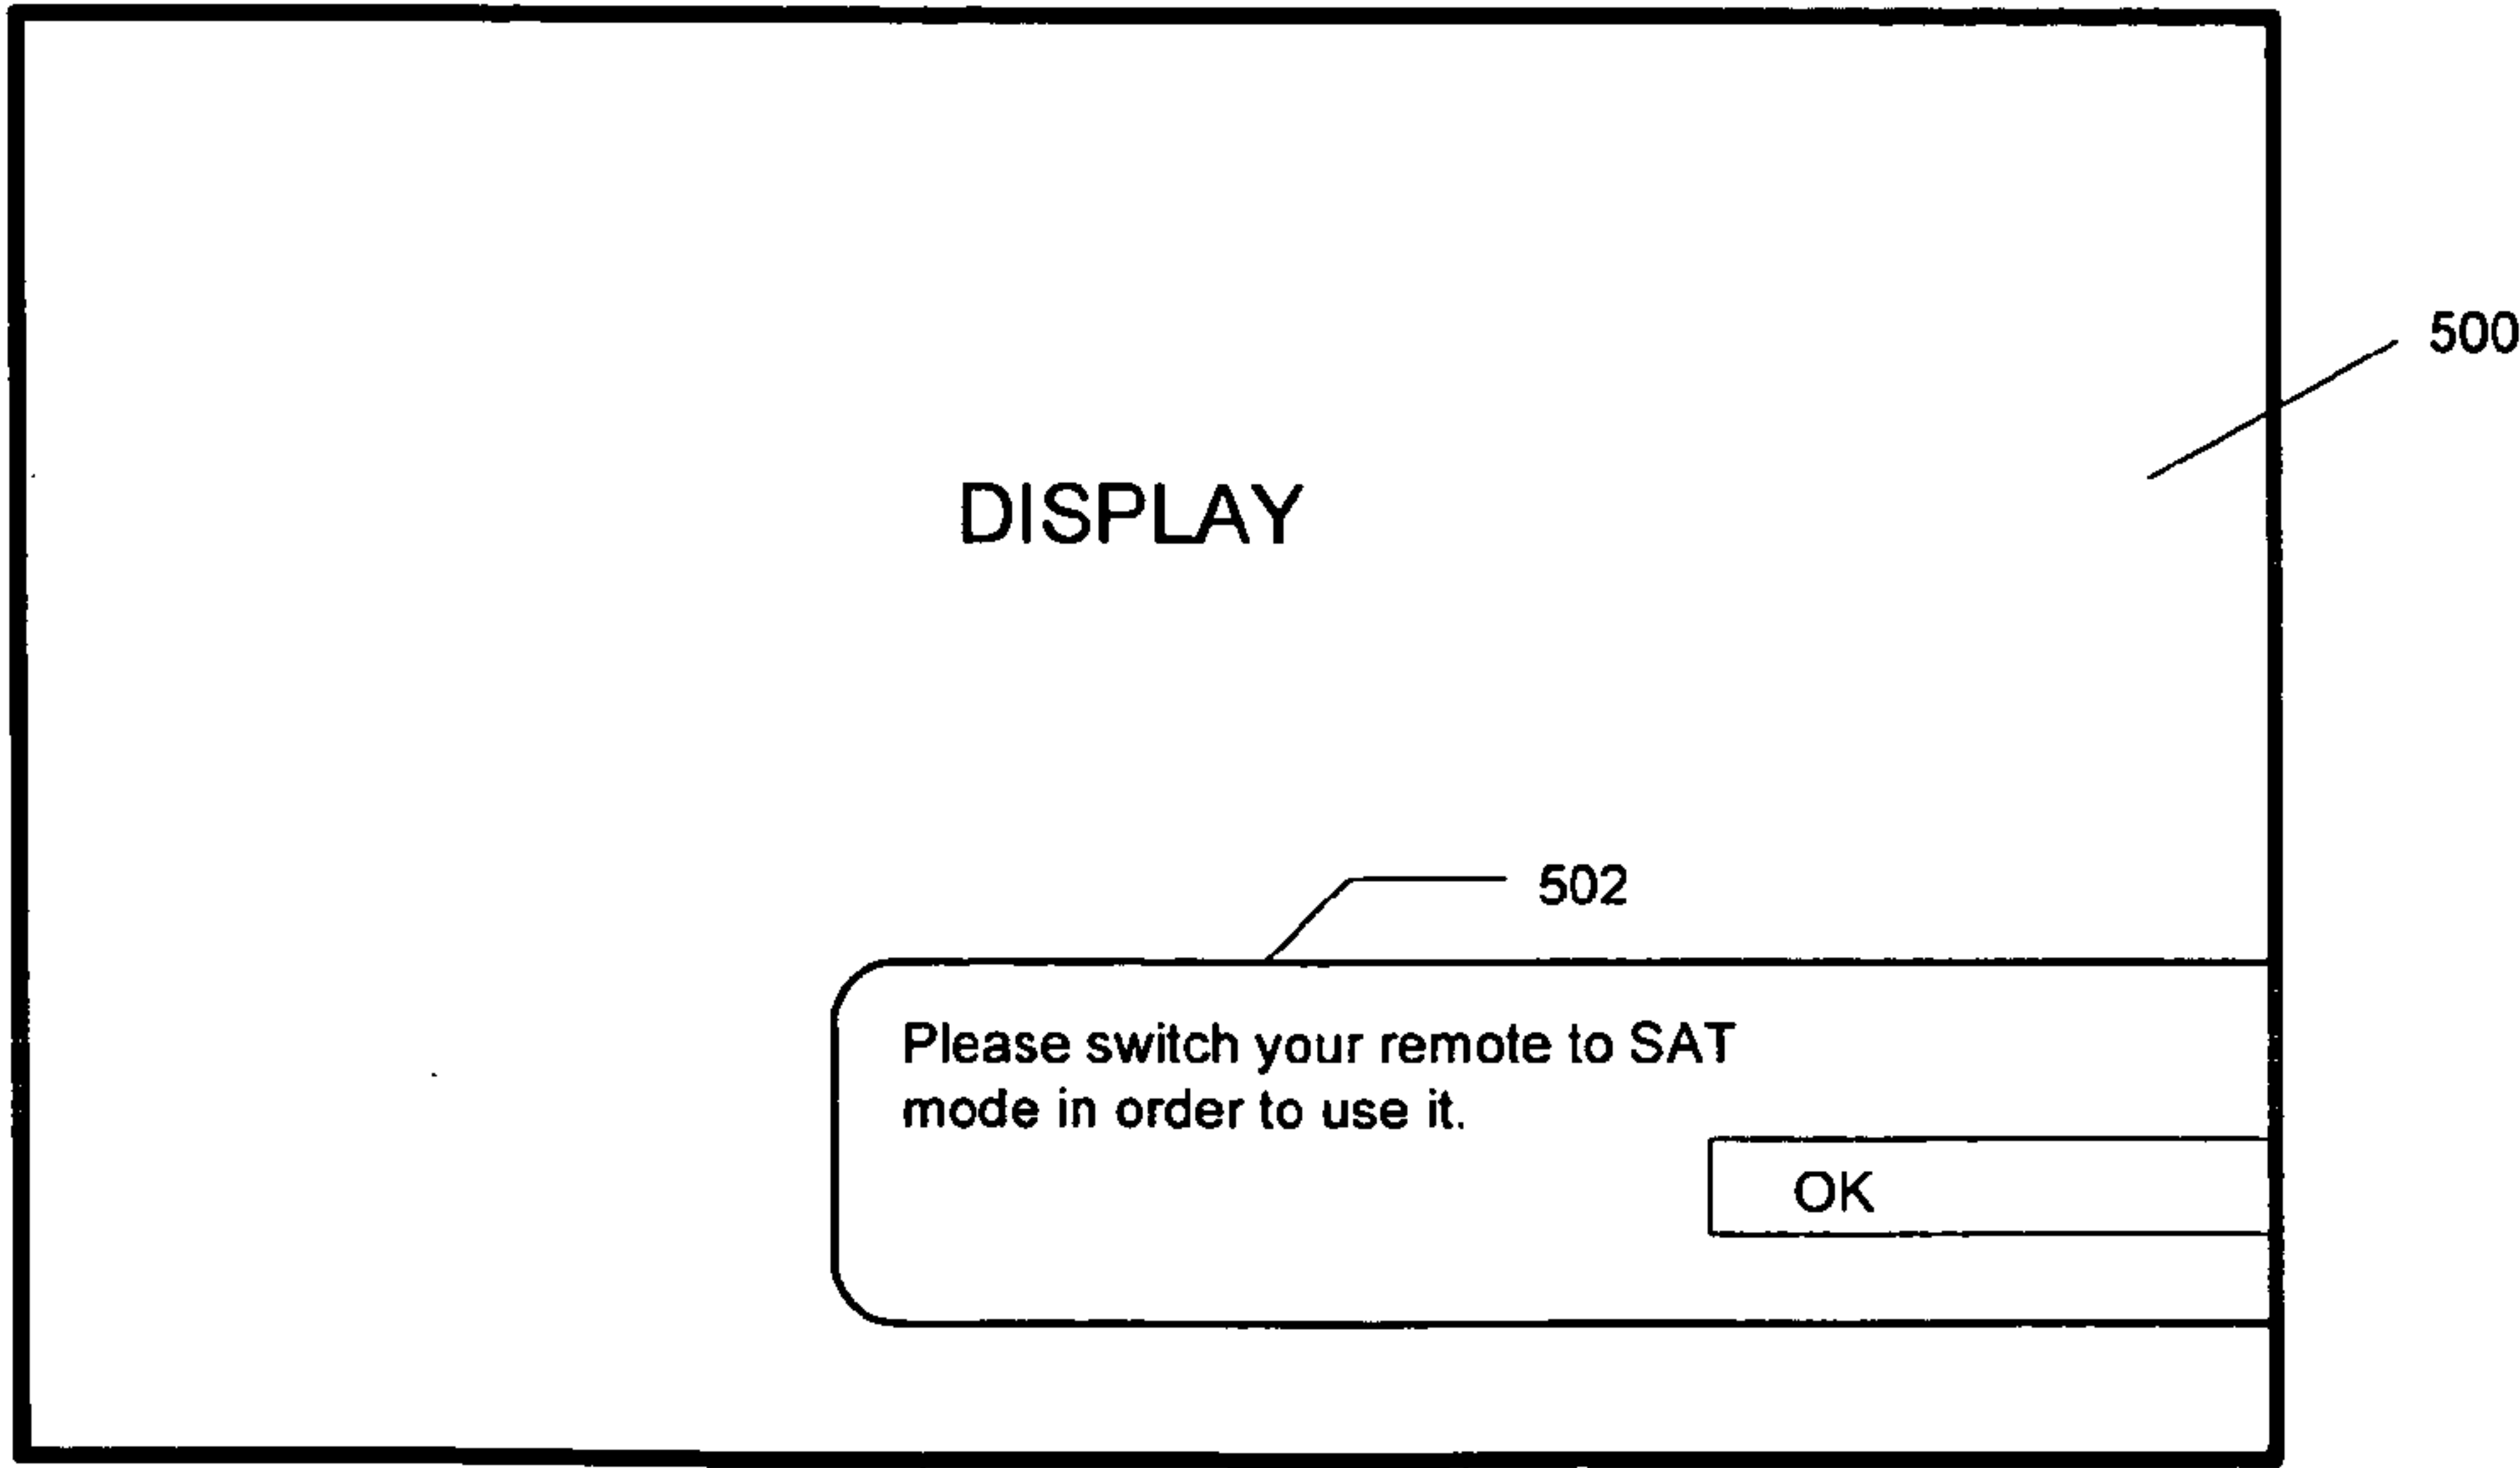 500
DISPLAY
502
Please switch your remote to SAT
mode in order to use it.
OK